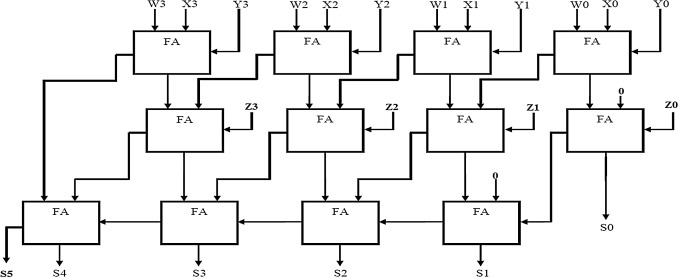 W3 X3 Y3 W2 X2 Y2 W1 X1 Y1 W0 X0 Y0
FA FA FA FA
Z3 Z2 Z1 0 Z0
FA FA FA FA
0
FA FA FA FA
S0
S5 S4 S3 S2 S1